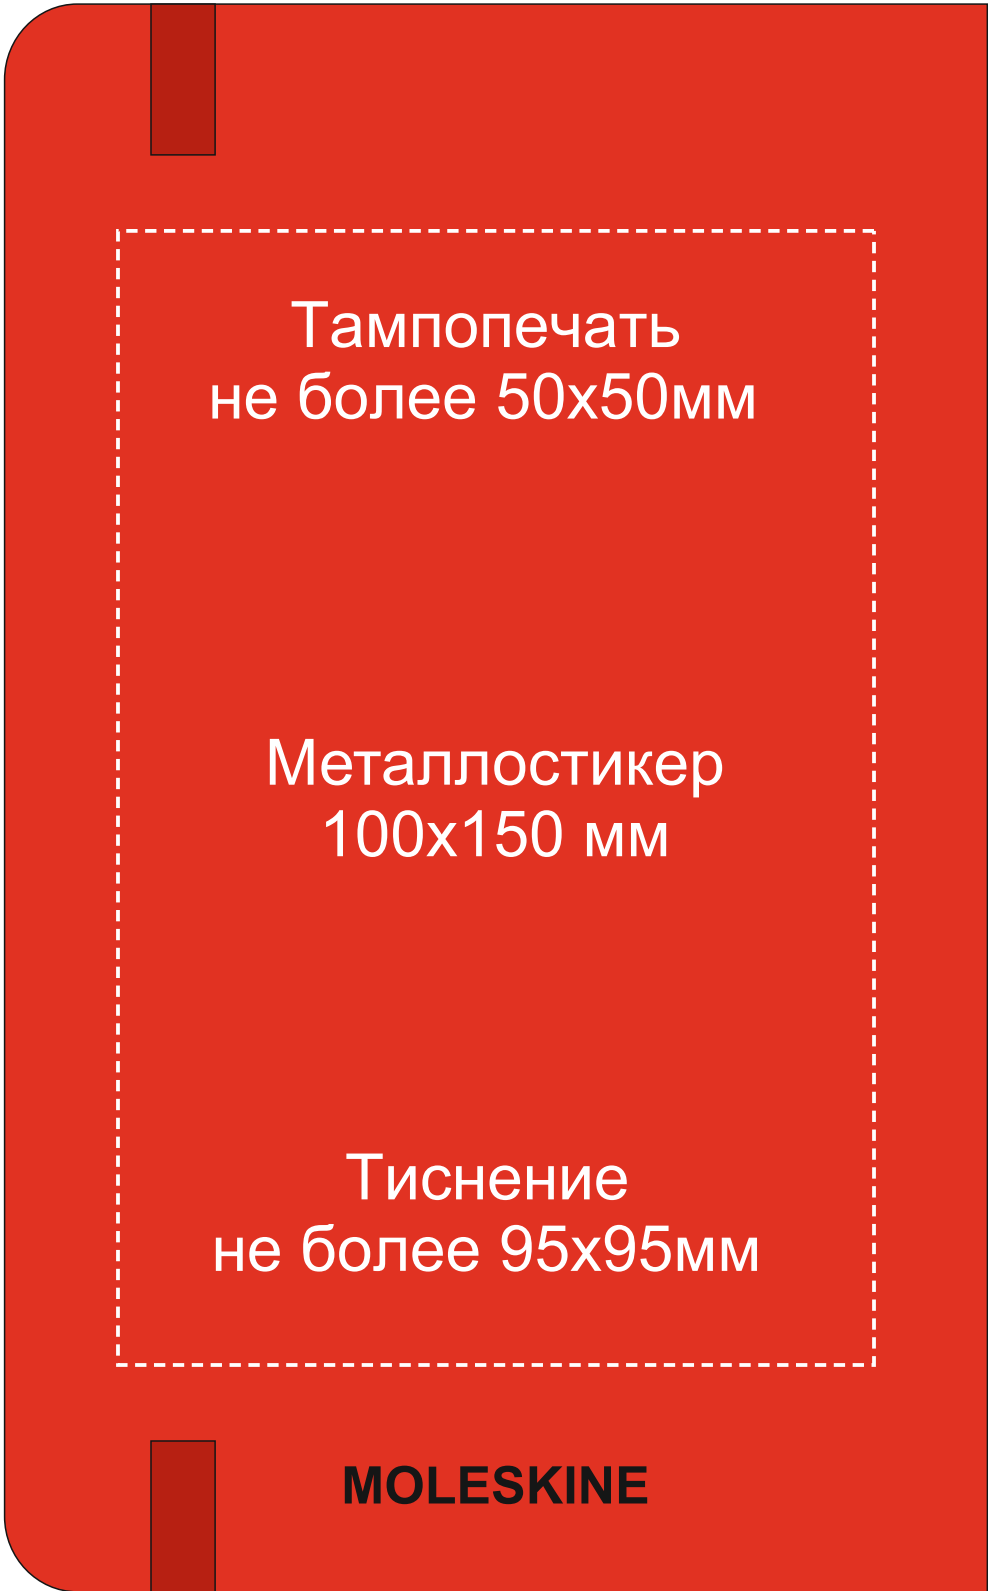 Тампопечать
не более 50х50мм
Металлостикер
100х150 мм
Тиснение
не более 95х95мм
MOLESKINE